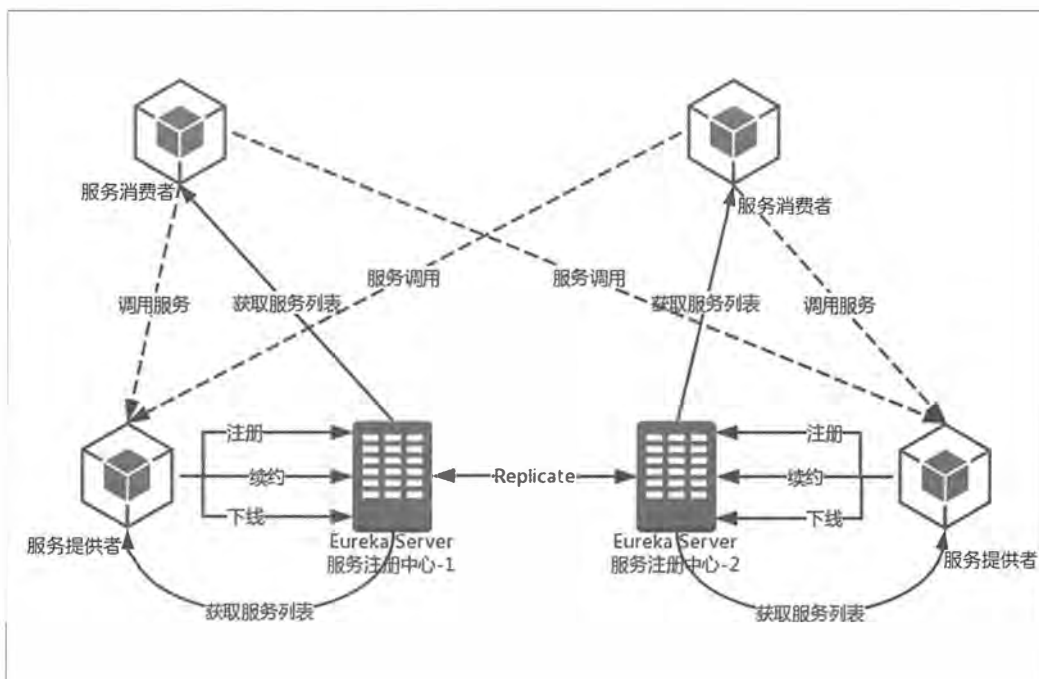 服务消费者
服务消费者
调用服务
获取服务列表
服务调用
服务调用
获取服务列表
调用服务
注册
注册
续约
Replicate
续约
下线
下线
服务提供者
Eureka Server
服务注册中心-1
Eureka Server
服务注册中心-2
服务提供者
获取服务列表
获取服务列表